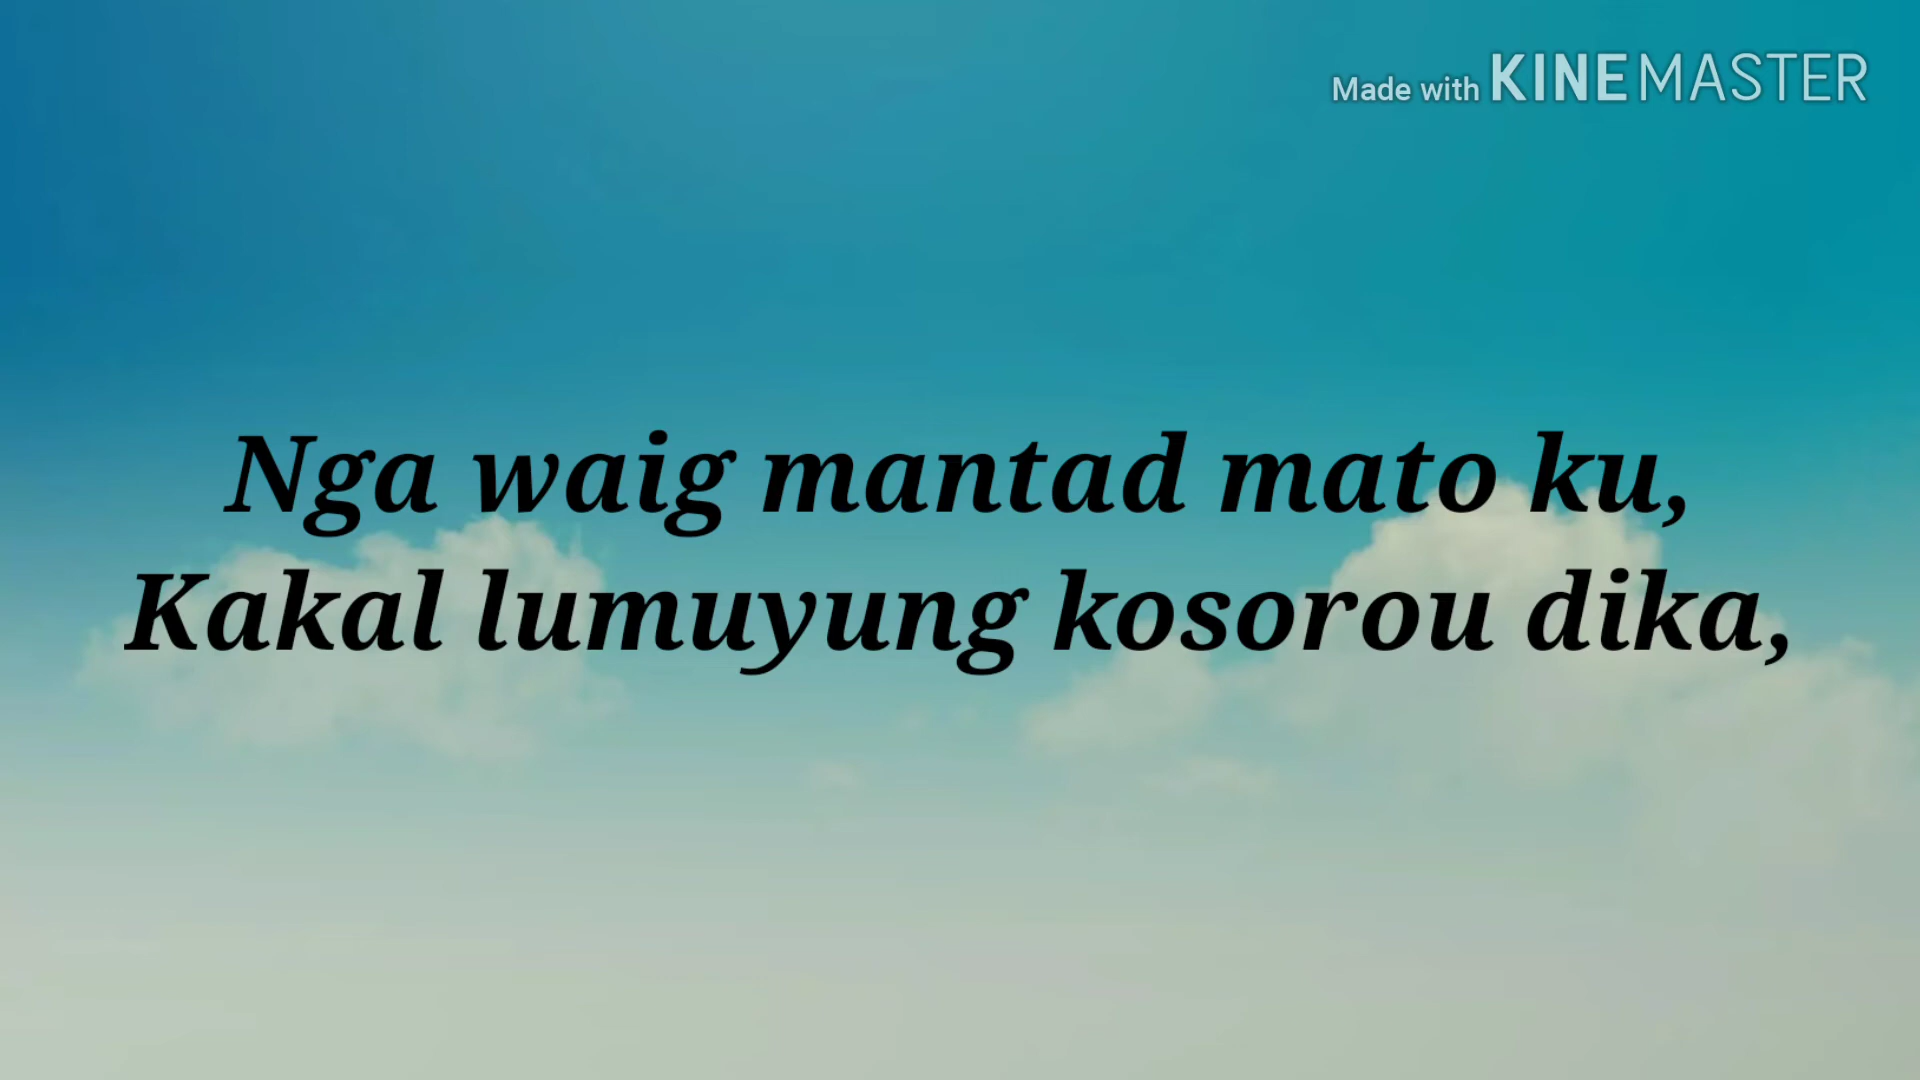 Made with KINEMASTER
Nga waig mantad mato ku,
Kakal lumuyung kosorou dika,